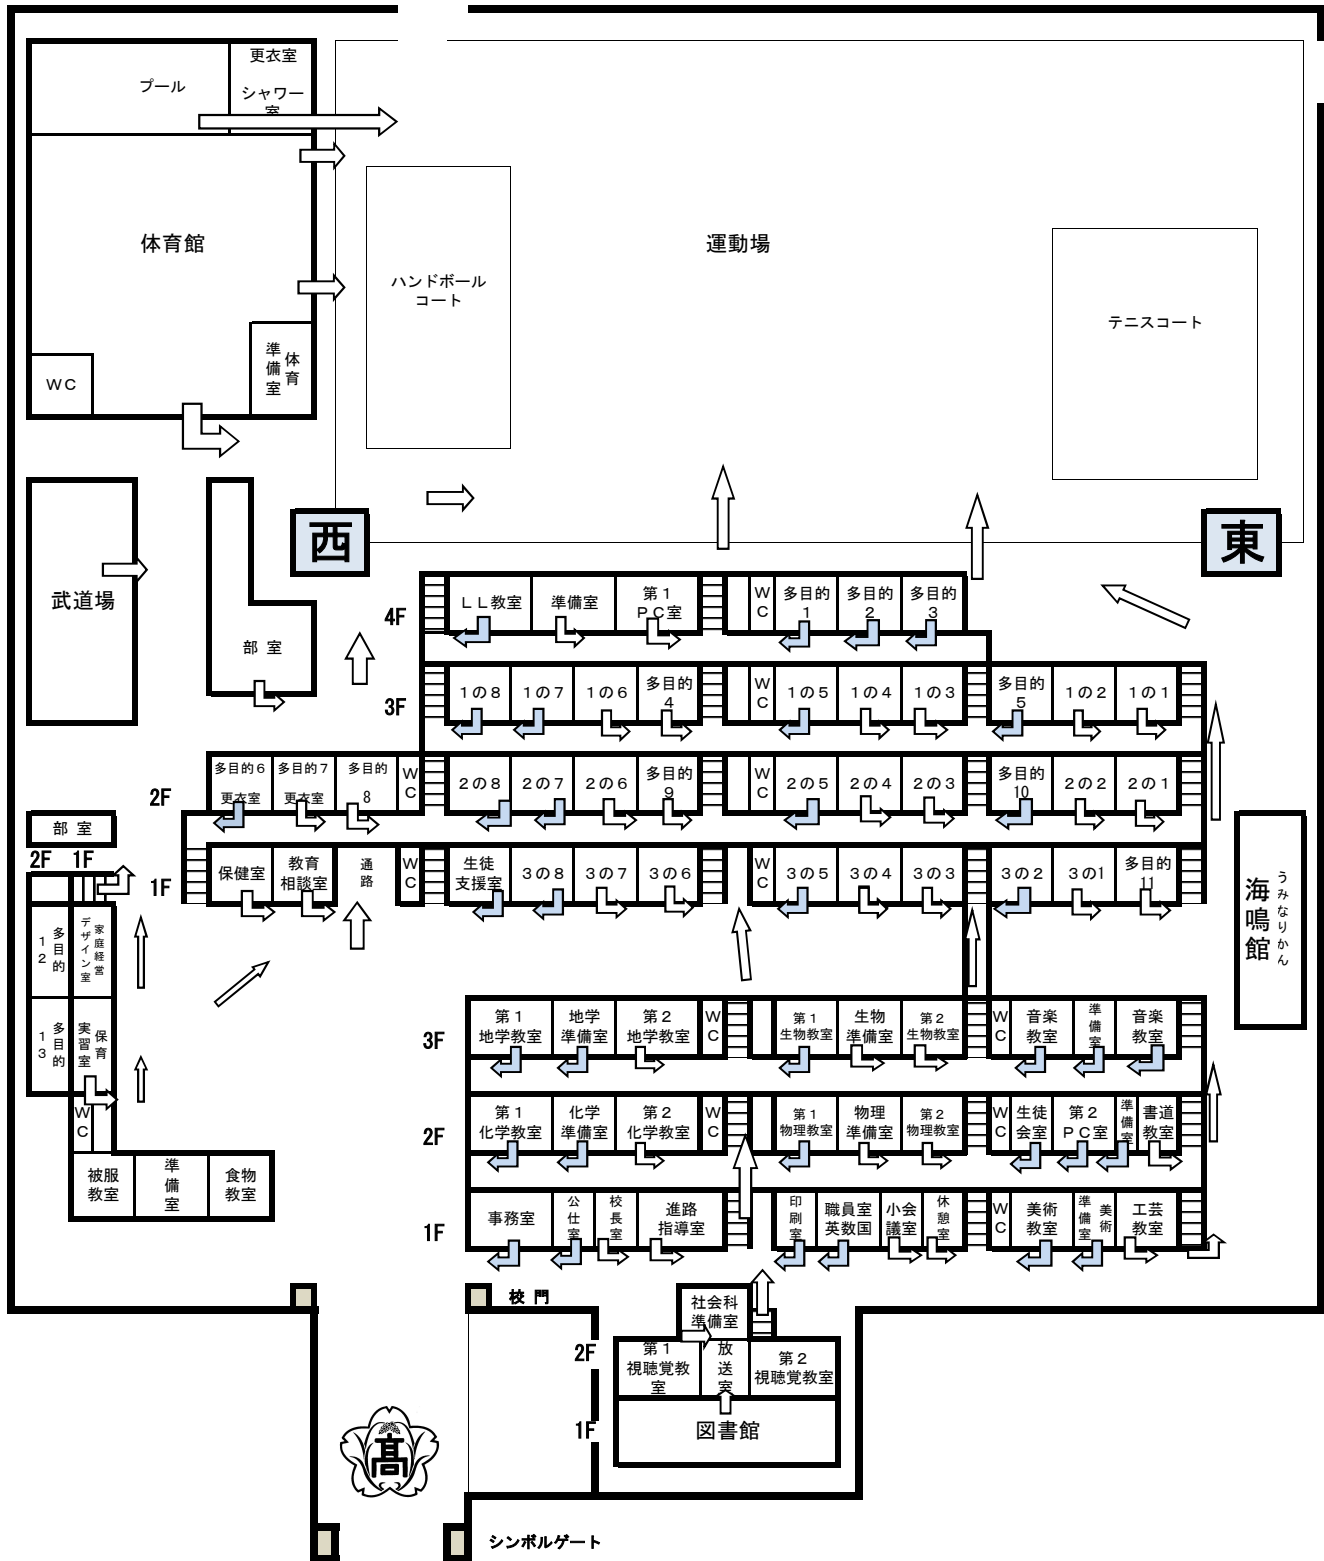 更衣室
シャワー
室
プール
体育館
体育
準備室
ＷＣ
運動場
ハンドボール
コート
テニスコート
西
東
武道場
部 室
4F
ＬＬ教室
準備室
第１
ＰＣ室
ＷＣ
多目的
1
多目的
2
多目的
3
3F
１の８
１の７
１の６
多目的
4
ＷＣ
１の５
１の４
１の３
多目的
5
１の２
１の１
2F
多目的６
更衣室
多目的７
更衣室
多目的
8
ＷＣ
２の８
２の７
２の６
多目的
9
ＷＣ
２の５
２の４
２の３
多目的
10
２の２
２の１
1F
保健室
教育
相談室
通路
ＷＣ
生徒
支援室
３の８
３の７
３の６
ＷＣ
３の５
３の４
３の３
３の２
３の1
多目的
11
部 室
2F
1F
多目的
12
家庭経営
デザイン室
多目的
13
保育
実習室
ＷＣ
被服
教室
準備室
食物
教室
海鳴館
うみなりかん
3F
第１
地学教室
地学
準備室
第２
地学教室
ＷＣ
第１
生物教室
生物
準備室
第２
生物教室
ＷＣ
音楽
教室
準備室
音楽
教室
2F
第１
化学教室
化学
準備室
第２
化学教室
ＷＣ
第１
物理教室
物理
準備室
第２
物理教室
ＷＣ
生徒
会室
第２
ＰＣ室
準備室
書道
教室
1F
事務室
公仕室
校長室
進路
指導室
印刷室
職員室
英数国
小会
議室
休憩室
ＷＣ
美術
教室
美術
準備室
工芸
教室
校 門
社会科
準備室
2F
第１
視聴覚教
室
放送室
第２
視聴覚教室
1F
図書館
高
シンボルゲート